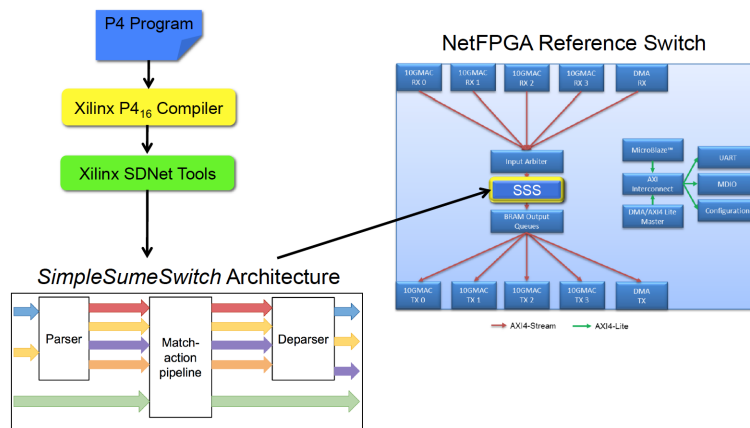 P4 Program
Xilinx P4₁₆ Compiler
Xilinx SDNet Tools
SimpleSumeSwitch Architecture
Parser
Match-
action
pipeline
Deparser
NetFPGA Reference Switch
10GMAC
RX 0
10GMAC
RX 1
10GMAC
RX 2
10GMAC
RX 3
DMA
RX
Input Arbiter
SSS
BRAM Output
Queues
MicroBlaze™
AXI
Interconnect
DMA/AXI4 Lite
Master
UART
MDIO
Configuration
10GMAC
TX 0
10GMAC
TX 1
10GMAC
TX 2
10GMAC
TX 3
DMA
TX
AXI4-Stream
AXI4-Lite